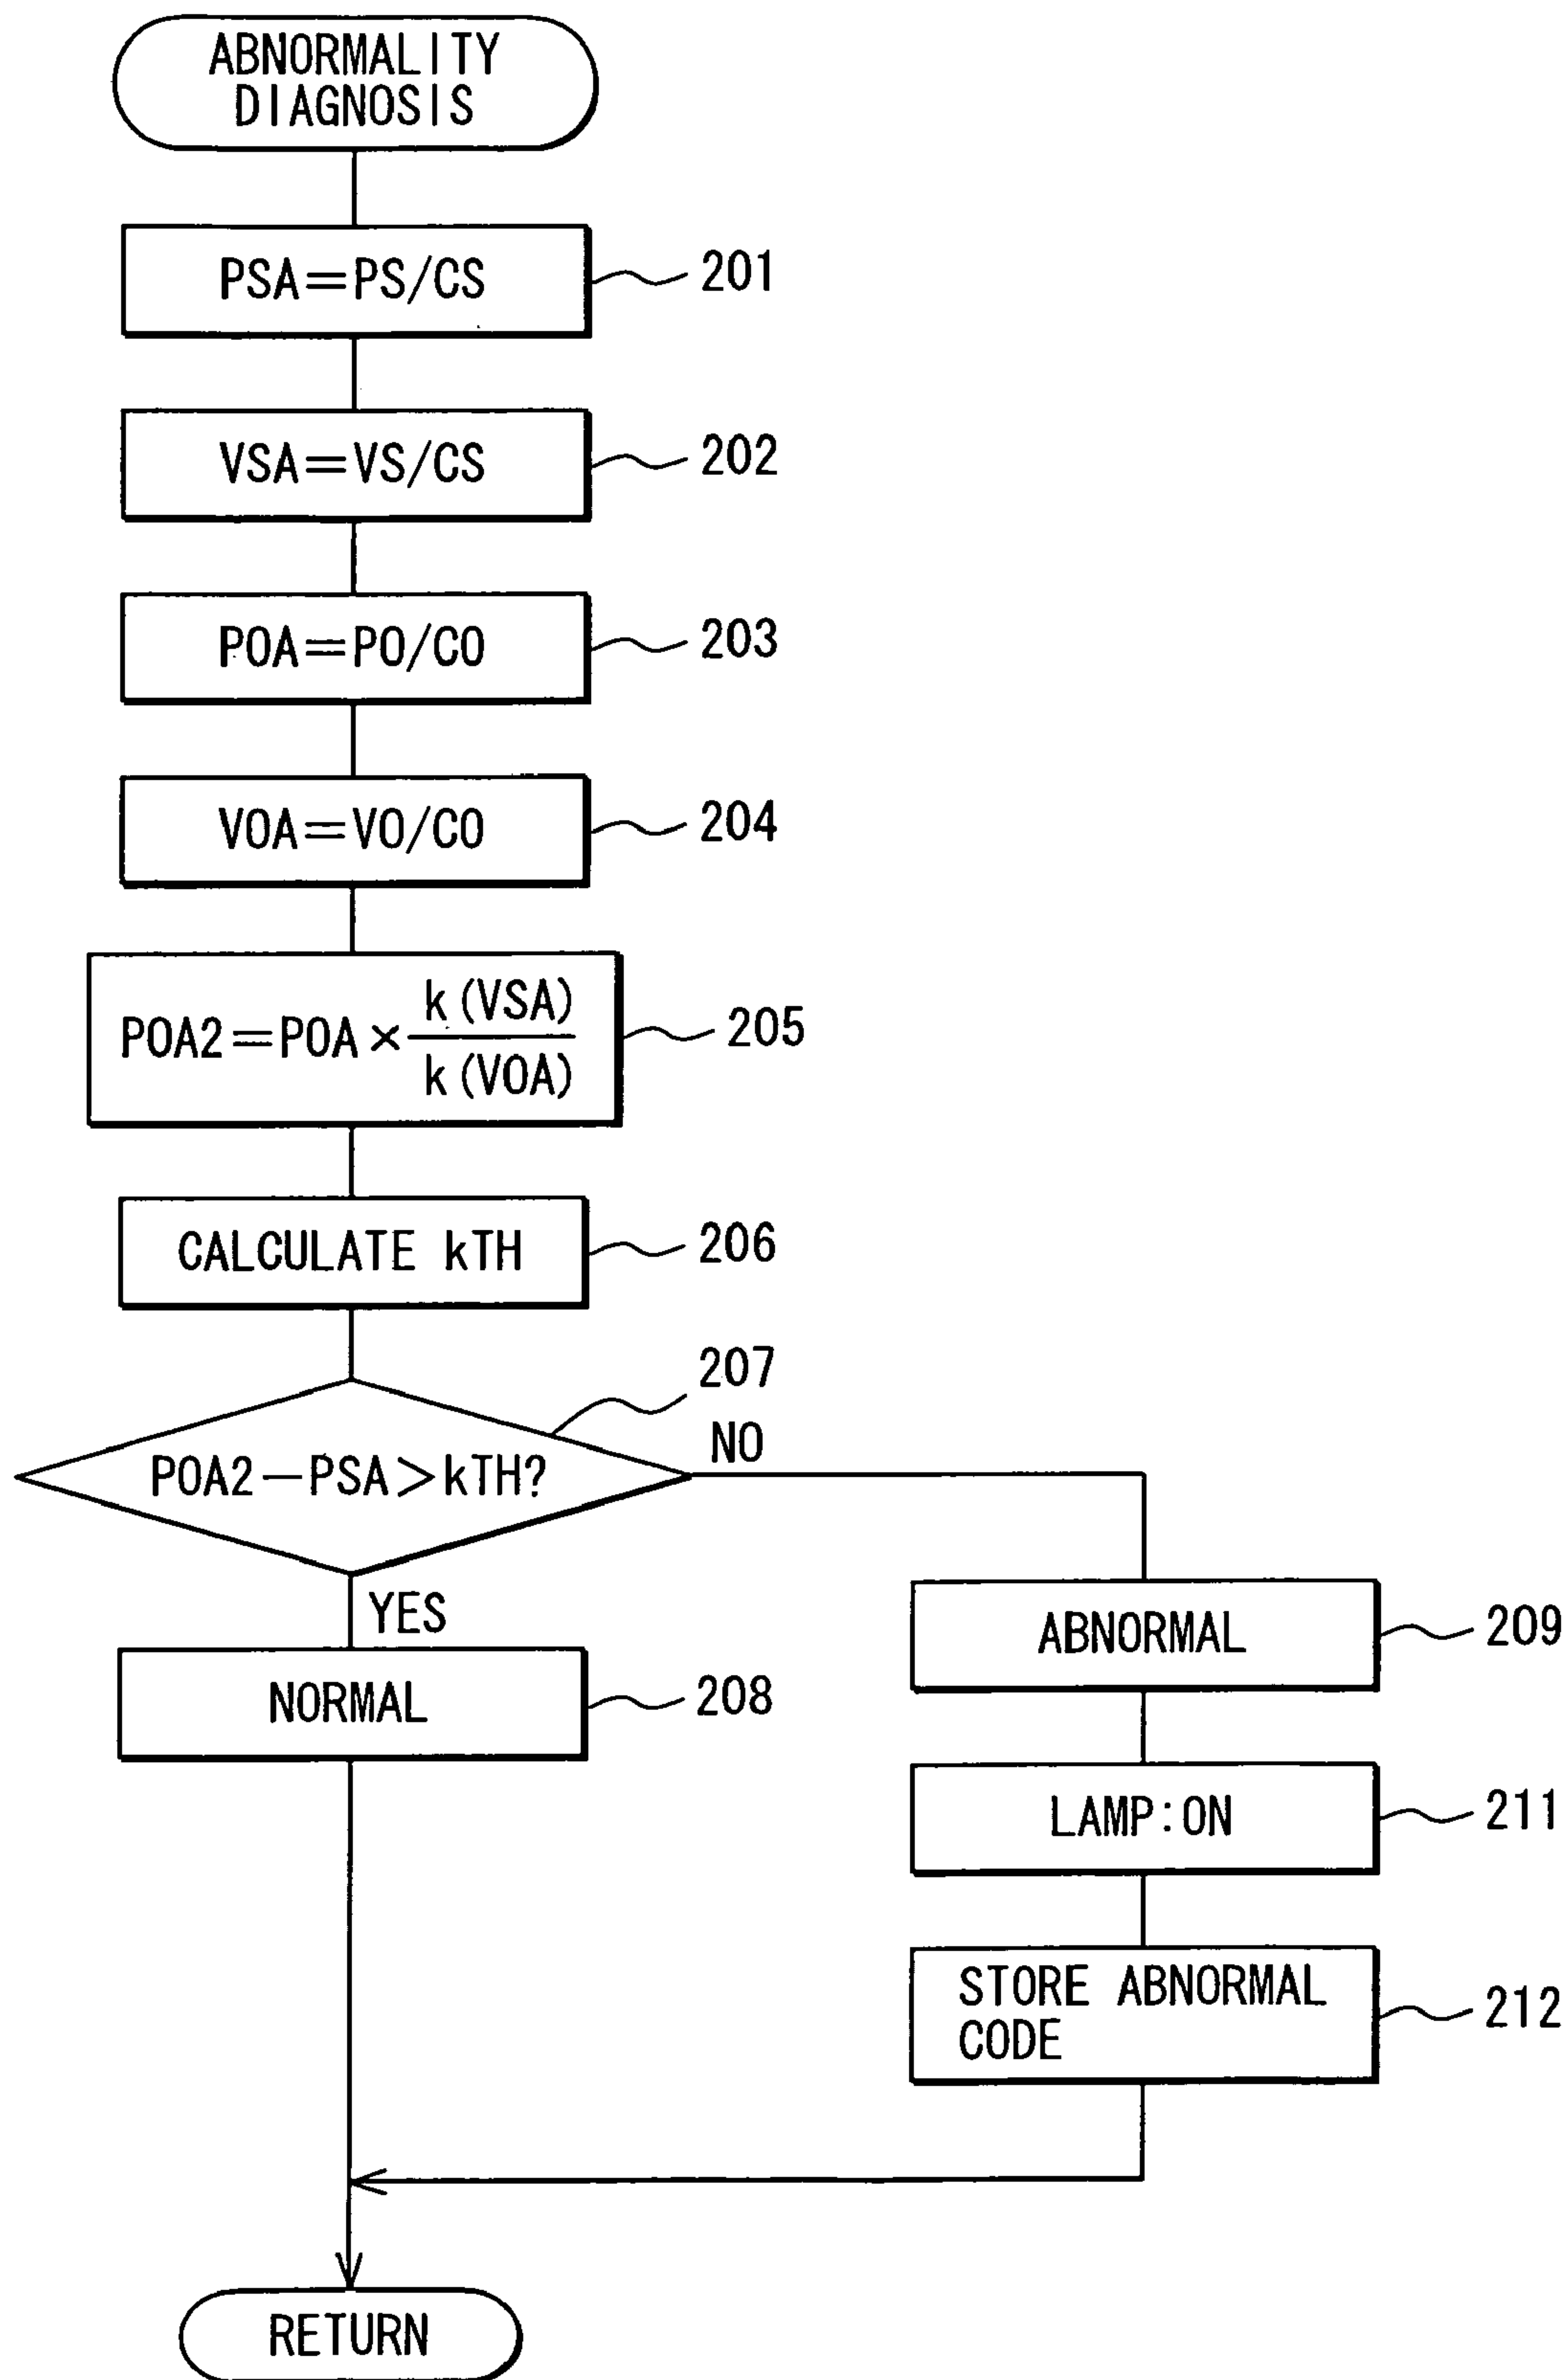 ABNORMALITY
DIAGNOSIS
PSA=PS/CS
201
VSA=VS/CS
202
POA=PO/CO
203
VOA=VO/CO
204
POA2=POA×k(VSA)/k(VOA)
205
CALCULATE kTH
206
207
POA2-PSA>kTH?
NO
YES
NORMAL
208
ABNORMAL
209
LAMP:ON
211
STORE ABNORMAL
CODE
212
RETURN